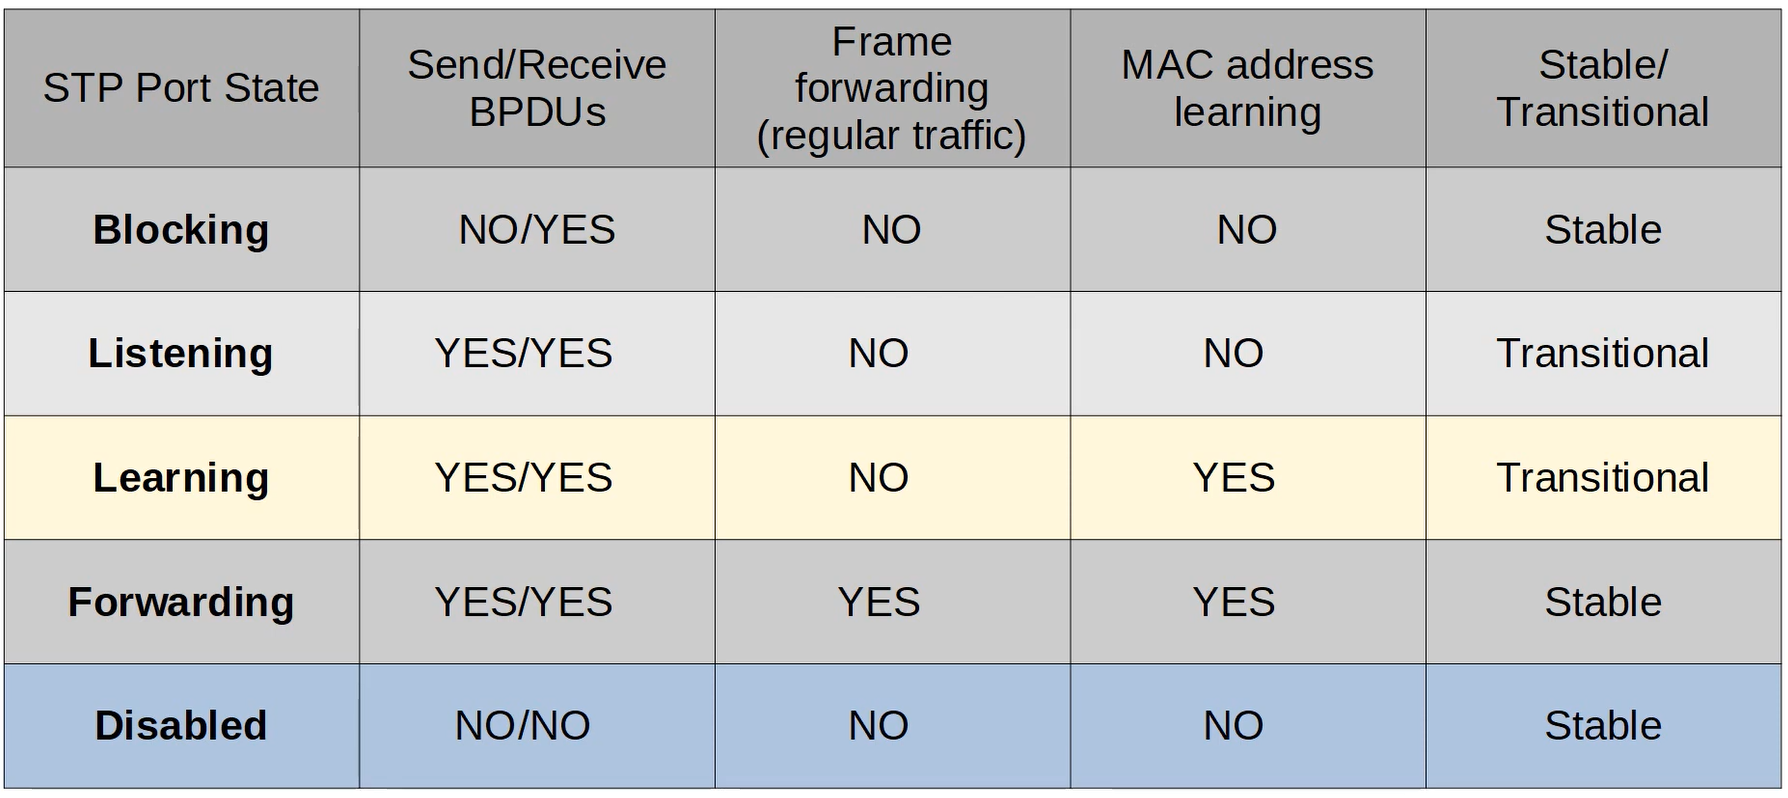 STP Port State
Send/Receive
BPDUs
Frame
forwarding
(regular traffic)
MAC address
learning
Stable/
Transitional
Blocking
NO/YES
NO
NO
Stable
Listening
YES/YES
NO
NO
Transitional
Learning
YES/YES
NO
YES
Transitional
Forwarding
YES/YES
YES
YES
Stable
Disabled
NO/NO
NO
NO
Stable